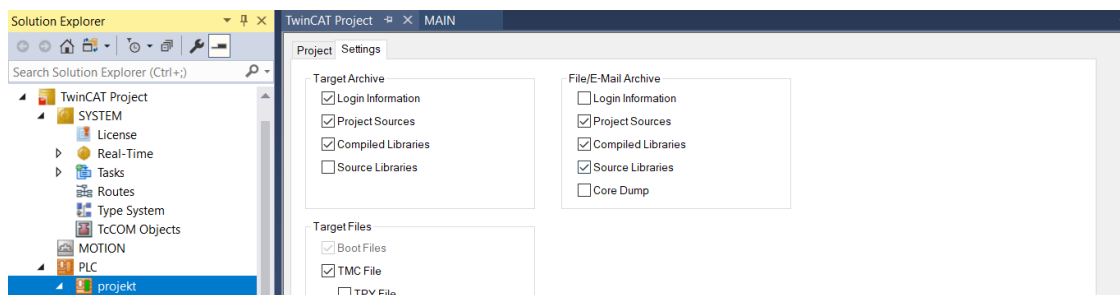 Solution Explorer
Search Solution Explorer (Ctrl+;)
TwinCAT Project
SYSTEM
License
Real-Time
Tasks
Routes
Type System
TcCOM Objects
MOTION
PLC
projekt
TwinCAT Project MAIN
Project Settings
Target Archive
Login Information
Project Sources
Compiled Libraries
Source Libraries
File/E-Mail Archive
Login Information
Project Sources
Compiled Libraries
Source Libraries
Core Dump
Target Files
Boot Files
TMC File
TPY File